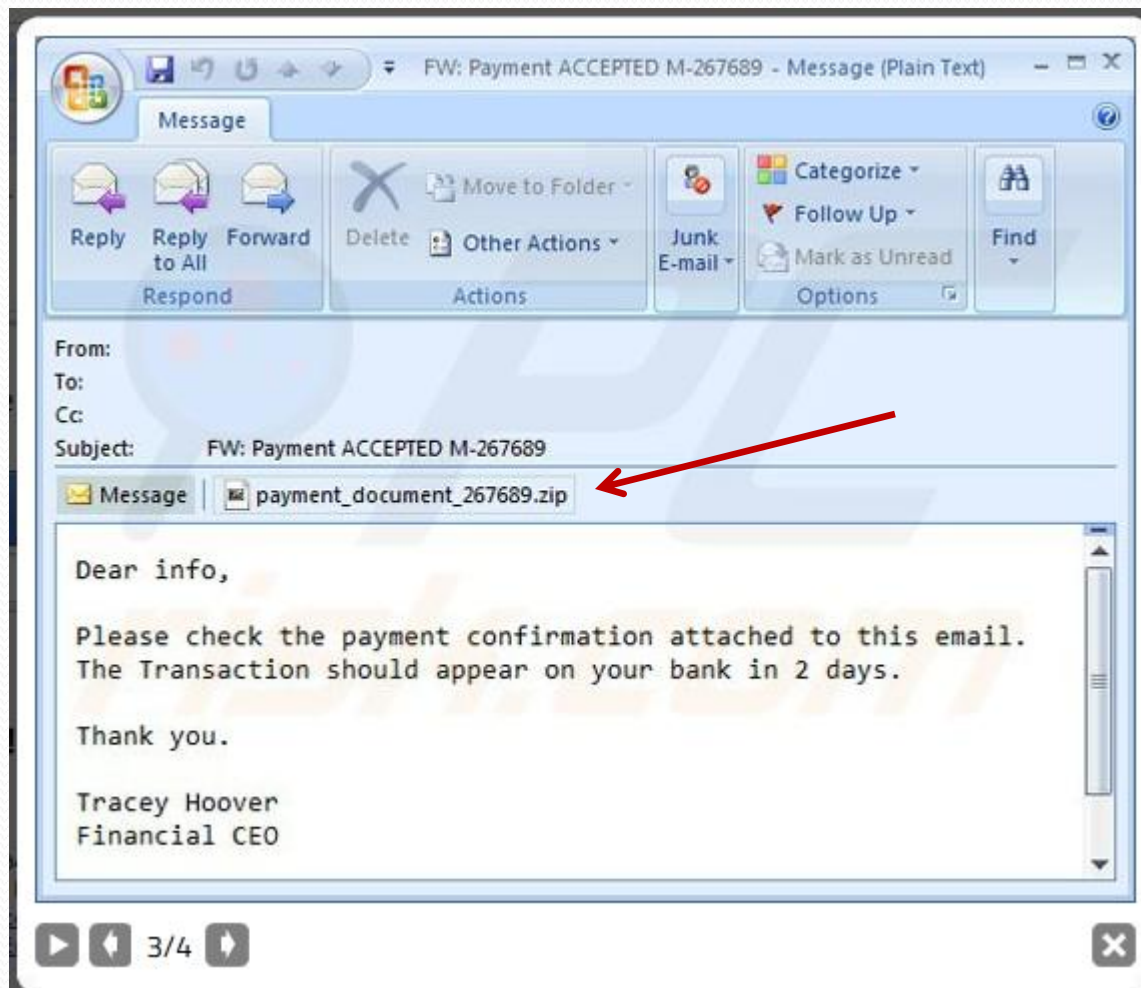 FW: Payment ACCEPTED M-267689 - Message (Plain Text)
Message
Reply
Reply to All
Forward
Respond
Delete
Move to Folder
Other Actions
Actions
Junk E-mail
Categorize
Follow Up
Mark as Unread
Options
Find
From:
To:
Cc:
Subject: FW: Payment ACCEPTED M-267689
Message payment_document_267689.zip
Dear info,
Please check the payment confirmation attached to this email.
The Transaction should appear on your bank in 2 days.
Thank you.
Tracey Hoover
Financial CEO
PC
risk.com
3/4